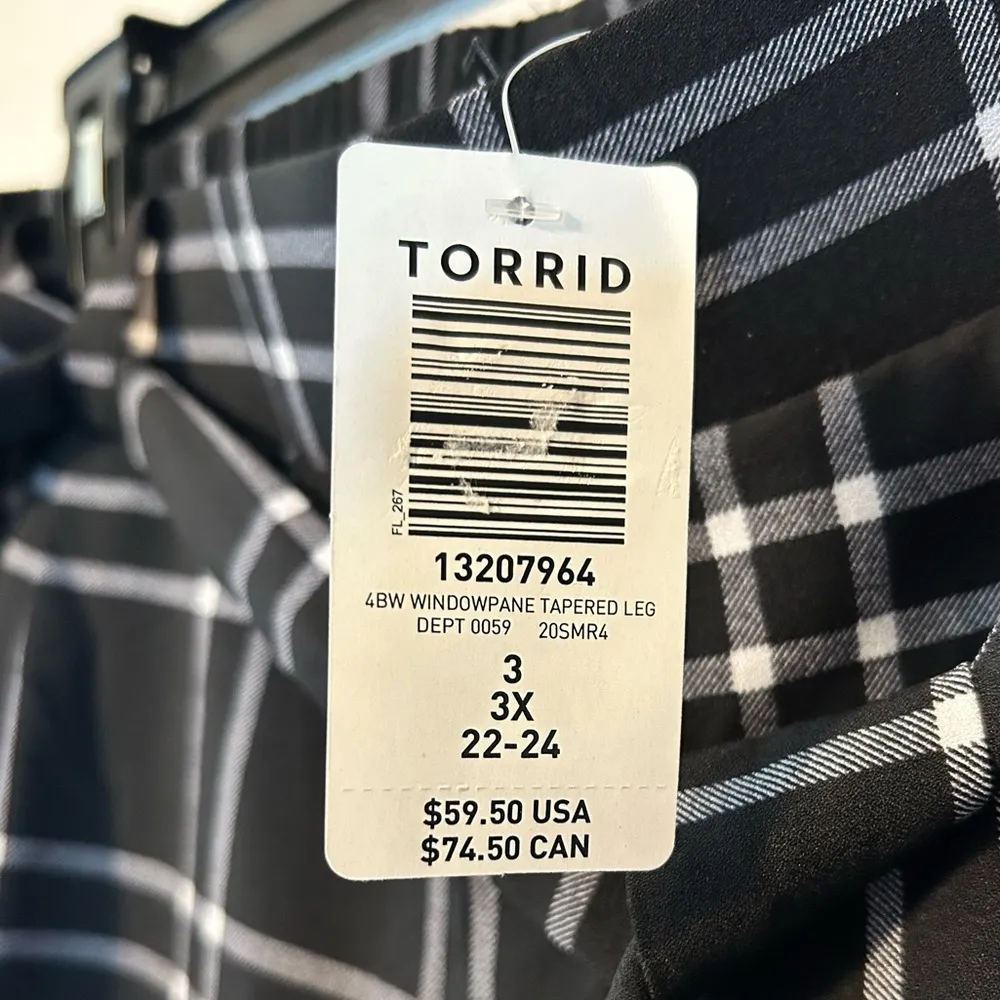 TORRID
FL_267
13207964
4BW WINDOWPANE TAPERED LEG
DEPT 0059 20SMR4
3
3X
22-24
$59.50 USA
$74.50 CAN